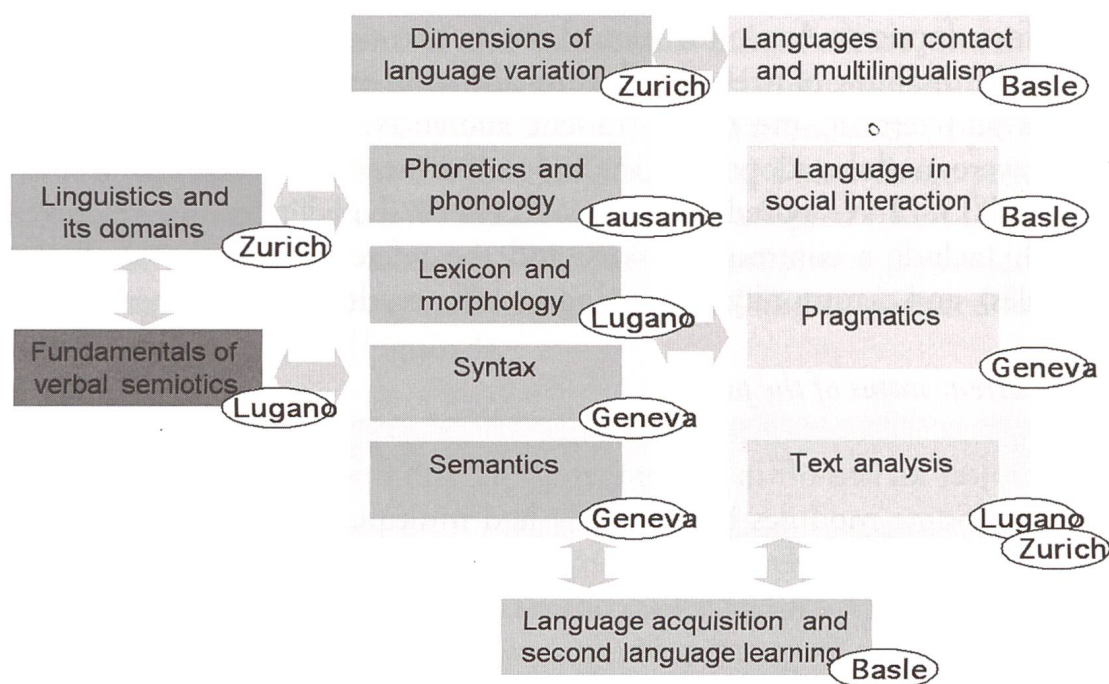 Dimensions of
language variation
Zurich
Languages in contact
and multilingualism
Basle
Linguistics and
its domains
Zurich
Phonetics and
phonology
Lausanne
Language in
social interaction
Basle
Lexicon and
morphology
Lugano
Pragmatics
Geneva
Fundamentals of
verbal semiotics
Lugano
Syntax
Geneva
Semantics
Geneva
Text analysis
Lugano
Zurich
Language acquisition and
second language learning
Basle